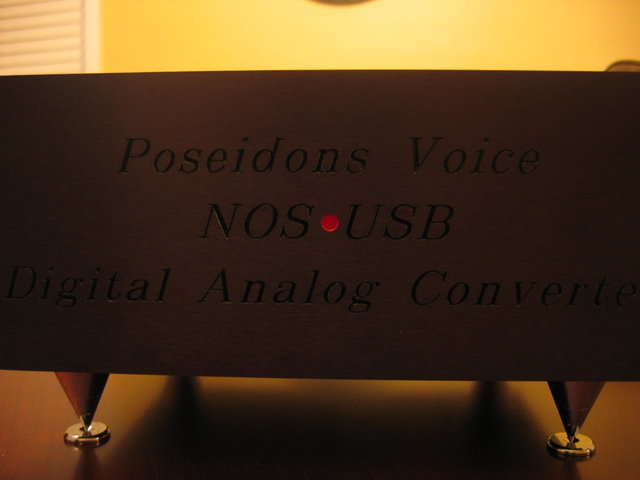 Poseidons Voice
NOS•USB
Digital Analog Converte